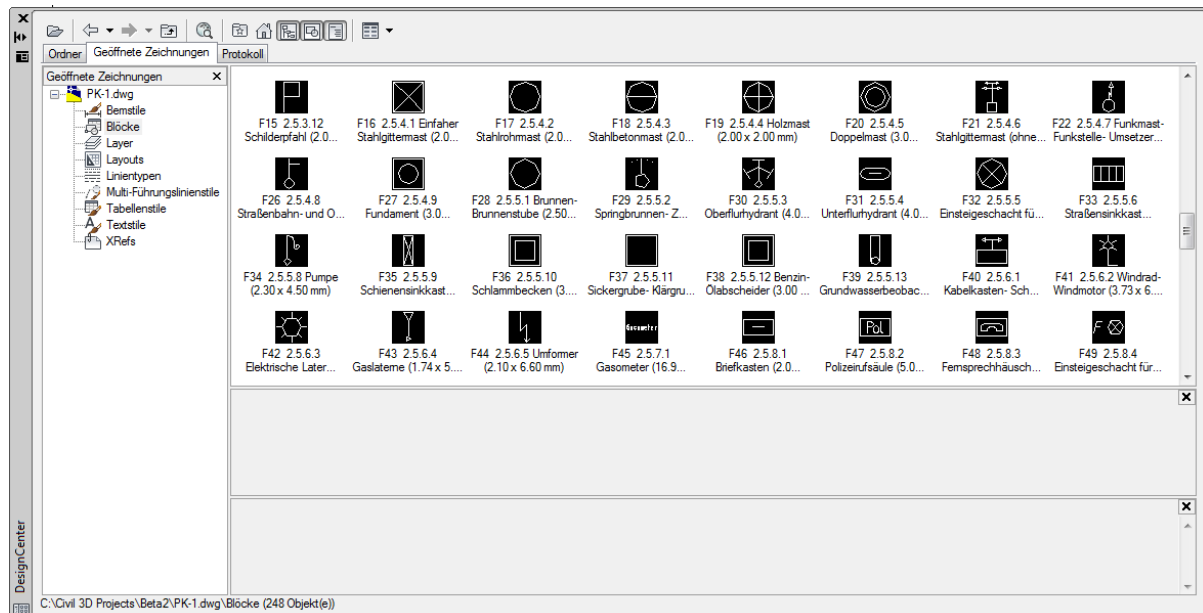 Ordner Geöffnete Zeichnungen Protokoll
Geöffnete Zeichnungen
PK-1.dwg
Bemstile
Blöcke
Layer
Layouts
Linientypen
Multi-Führungslinienstile
Tabellenstile
Textstile
XRefs
F15 2.5.3.12 F16 2.5.4.1 Einfaher F17 2.5.4.2 F18 2.5.4.3 F19 2.5.4.4 Holzmast F20 2.5.4.5 F21 2.5.4.6 F22 2.5.4.7 Funkmast-
Schilderpfahl (2.0... Stahlgittermast (2.0... Stahlrohrmast (2.0... Stahlbetonmast (2.0... (2.00 x 2.00 mm) Doppelmast (3.0... Stahlgittermast (ohne... Funkstelle- Umsetzer...
F26 2.5.4.8 F27 2.5.4.9 F28 2.5.5.1 Brunnen- F29 2.5.5.2 F30 2.5.5.3 F31 2.5.5.4 F32 2.5.5.5 F33 2.5.5.6
Straßenbahn- und O... Fundament (3.0... Brunnenstube (2.50... Springbrunnen- Z... Oberflurhydrant (4.0... Unterflurhydrant (4.0... Einsteigeschacht fü... Straßensinkkast...
F34 2.5.5.8 Pumpe F35 2.5.5.9 F36 2.5.5.10 F37 2.5.5.11 F38 2.5.5.12 Benzin- F39 2.5.5.13 F40 2.5.6.1 F41 2.5.6.2 Windrad-
(2.30 x 4.50 mm) Schienensinkkast... Schlammbecken (3.... Sickergrube- Klärgru... Ölabscheider (3.00 ... Grundwasserbeobac... Kabelkasten- Sch... Windmotor (3.73 x 6....
Gasometer Pol F
F42 2.5.6.3 F43 2.5.6.4 F44 2.5.6.5 Umformer F45 2.5.7.1 F46 2.5.8.1 F47 2.5.8.2 F48 2.5.8.3 F49 2.5.8.4
Elektrische Later... Gaslaterne (1.74 x 5.... (2.10 x 6.60 mm) Gasometer (16.9... Briefkasten (2.0... Polizeirufsäule (5.0... Fernsprechhäusch... Einsteigeschacht für...
DesignCenter
C:\Civil 3D Projects\Beta2\PK-1.dwg\Blöcke (248 Objekt(e))